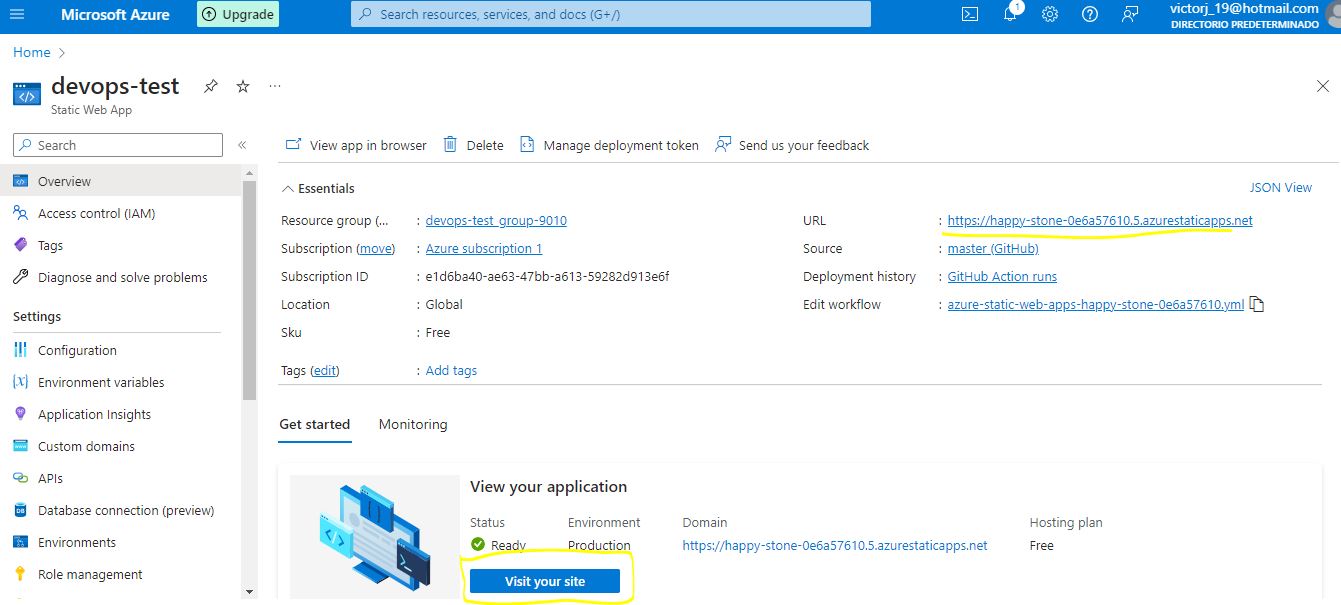 Microsoft Azure
Upgrade
Search resources, services, and docs (G+/)
1
victorj_19@hotmail.com
DIRECTORIO PREDETERMINADO
Home >
devops-test
Static Web App
Search
«
View app in browser
Delete
Manage deployment token
Send us your feedback
Overview
Access control (IAM)
Tags
Diagnose and solve problems
Settings
Configuration
Environment variables
Application Insights
Custom domains
APIs
Database connection (preview)
Environments
Role management
Essentials
JSON View
Resource group (... : devops-test_group-9010
Subscription (move) : Azure subscription 1
Subscription ID : e1d6ba40-ae63-47bb-a613-59282d913e6f
Location : Global
Sku : Free
Tags (edit) : Add tags
URL : https://happy-stone-0e6a57610.5.azurestaticapps.net
Source : master (GitHub)
Deployment history : GitHub Action runs
Edit workflow : azure-static-web-apps-happy-stone-0e6a57610.yml
Get started
Monitoring
View your application
Status Environment Domain Hosting plan
Ready Production https://happy-stone-0e6a57610.5.azurestaticapps.net Free
Visit your site